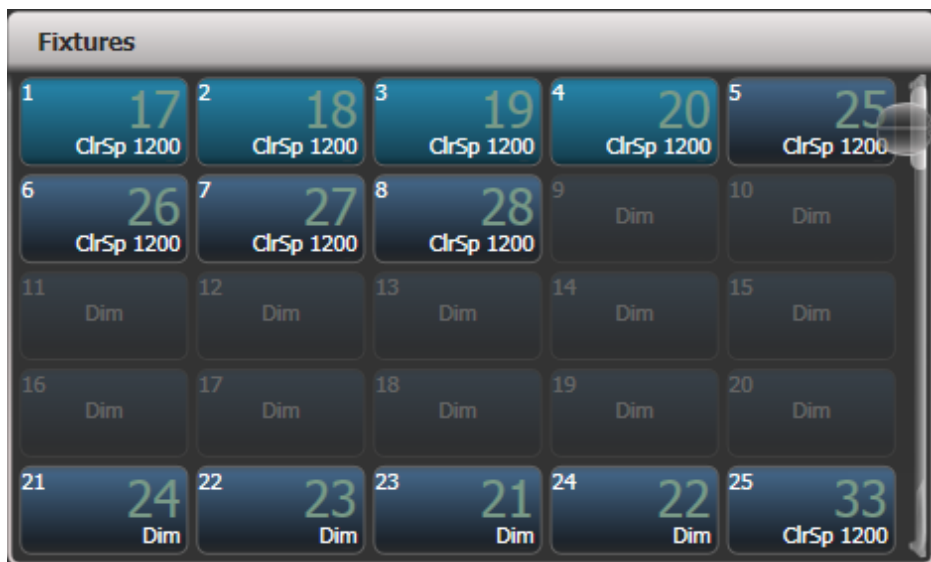 Fixtures
1 17 2 18 3 19 4 20 5 25
ClrSp 1200 ClrSp 1200 ClrSp 1200 ClrSp 1200 ClrSp 1200
6 26 7 27 8 28 9 10
ClrSp 1200 ClrSp 1200 ClrSp 1200 Dim Dim
11 12 13 14 15
Dim Dim Dim Dim Dim
16 17 18 19 20
Dim Dim Dim Dim Dim
21 24 22 23 23 21 24 22 25 33
Dim Dim Dim Dim ClrSp 1200